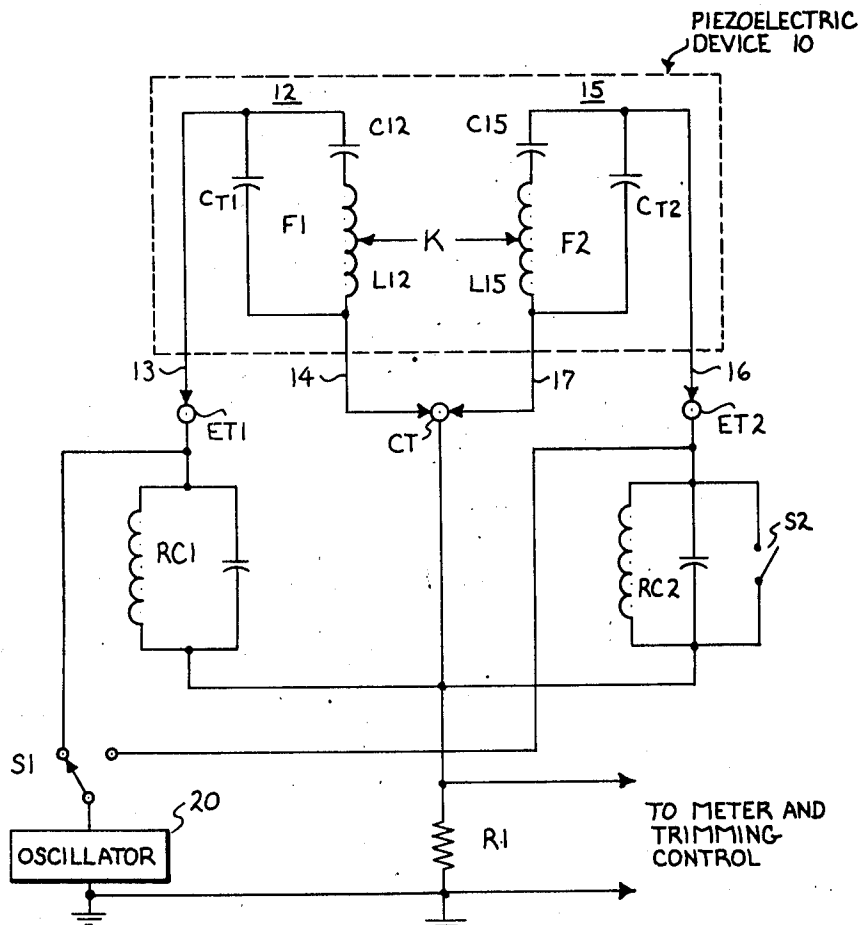 PIEZOELECTRIC
DEVICE 10
12
15
C12
C15
CT1
CT2
F1
K
F2
L12
L15
13
14
17
16
ET1
CT
ET2
RC1
RC2
S2
S1
20
OSCILLATOR
R1
TO METER AND
TRIMMING
CONTROL